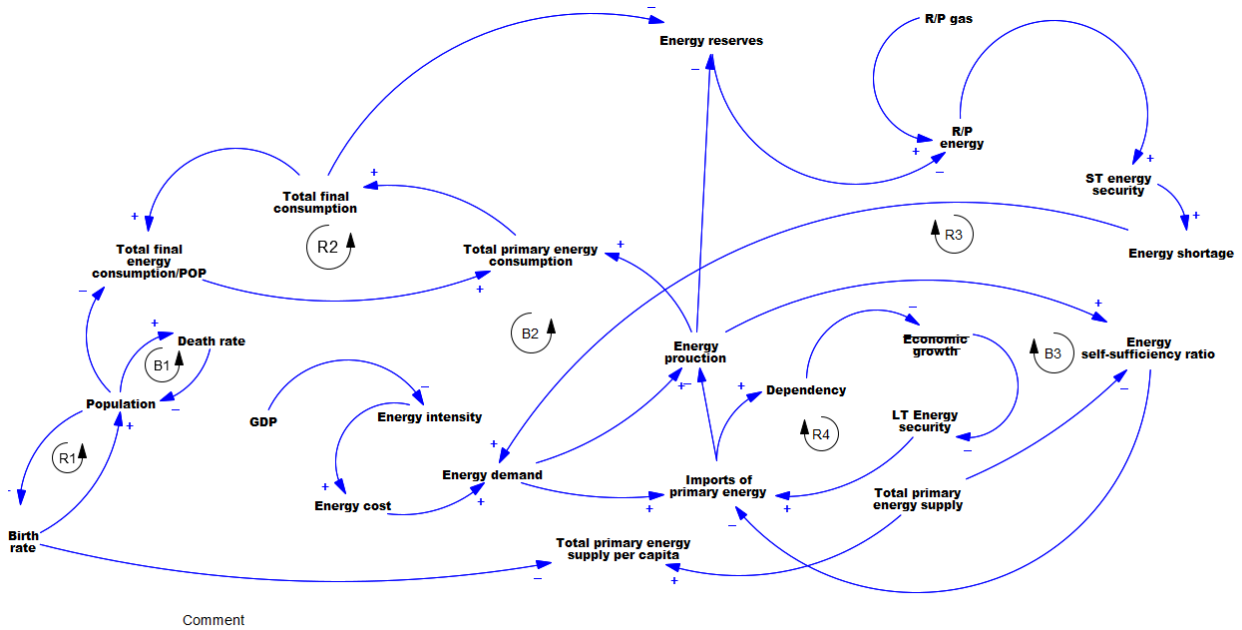 R/P gas
Energy reserves
R/P
energy
ST energy
security
Total final
consumption
R2
R3
Energy shortage
Total final
energy
consumption/POP
Total primary energy
consumption
B2
Death rate
B1
Energy
prouction
Economic
growth
B3
Energy
self-sufficiency ratio
Population
GDP
Energy intensity
Dependency
LT Energy
security
R4
R1
Energy demand
Energy cost
Imports of
primary energy
Total primary
energy supply
Birth
rate
Total primary energy
supply per capita
Comment